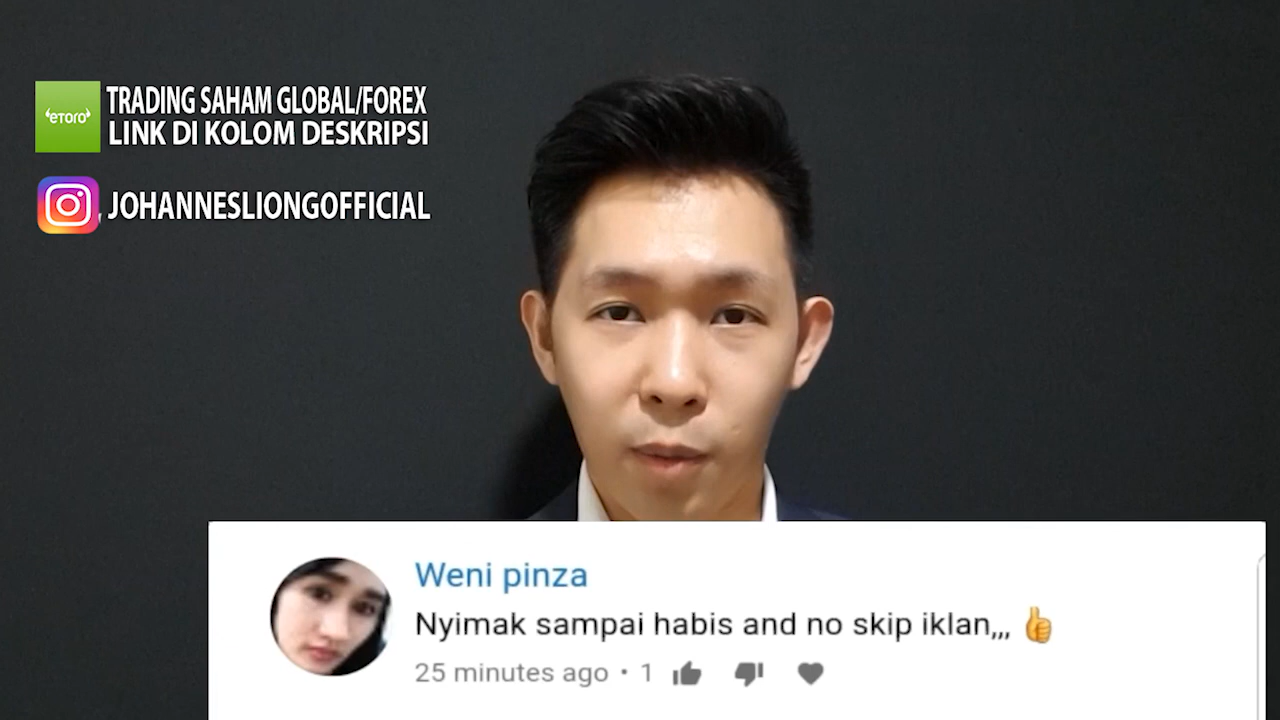 eToro
TRADING SAHAM GLOBAL/FOREX
LINK DI KOLOM DESKRIPSI
JOHANNESLIONGOFFICIAL
Weni pinza
Nyimak sampai habis and no skip iklan,,, 👍
25 minutes ago • 1